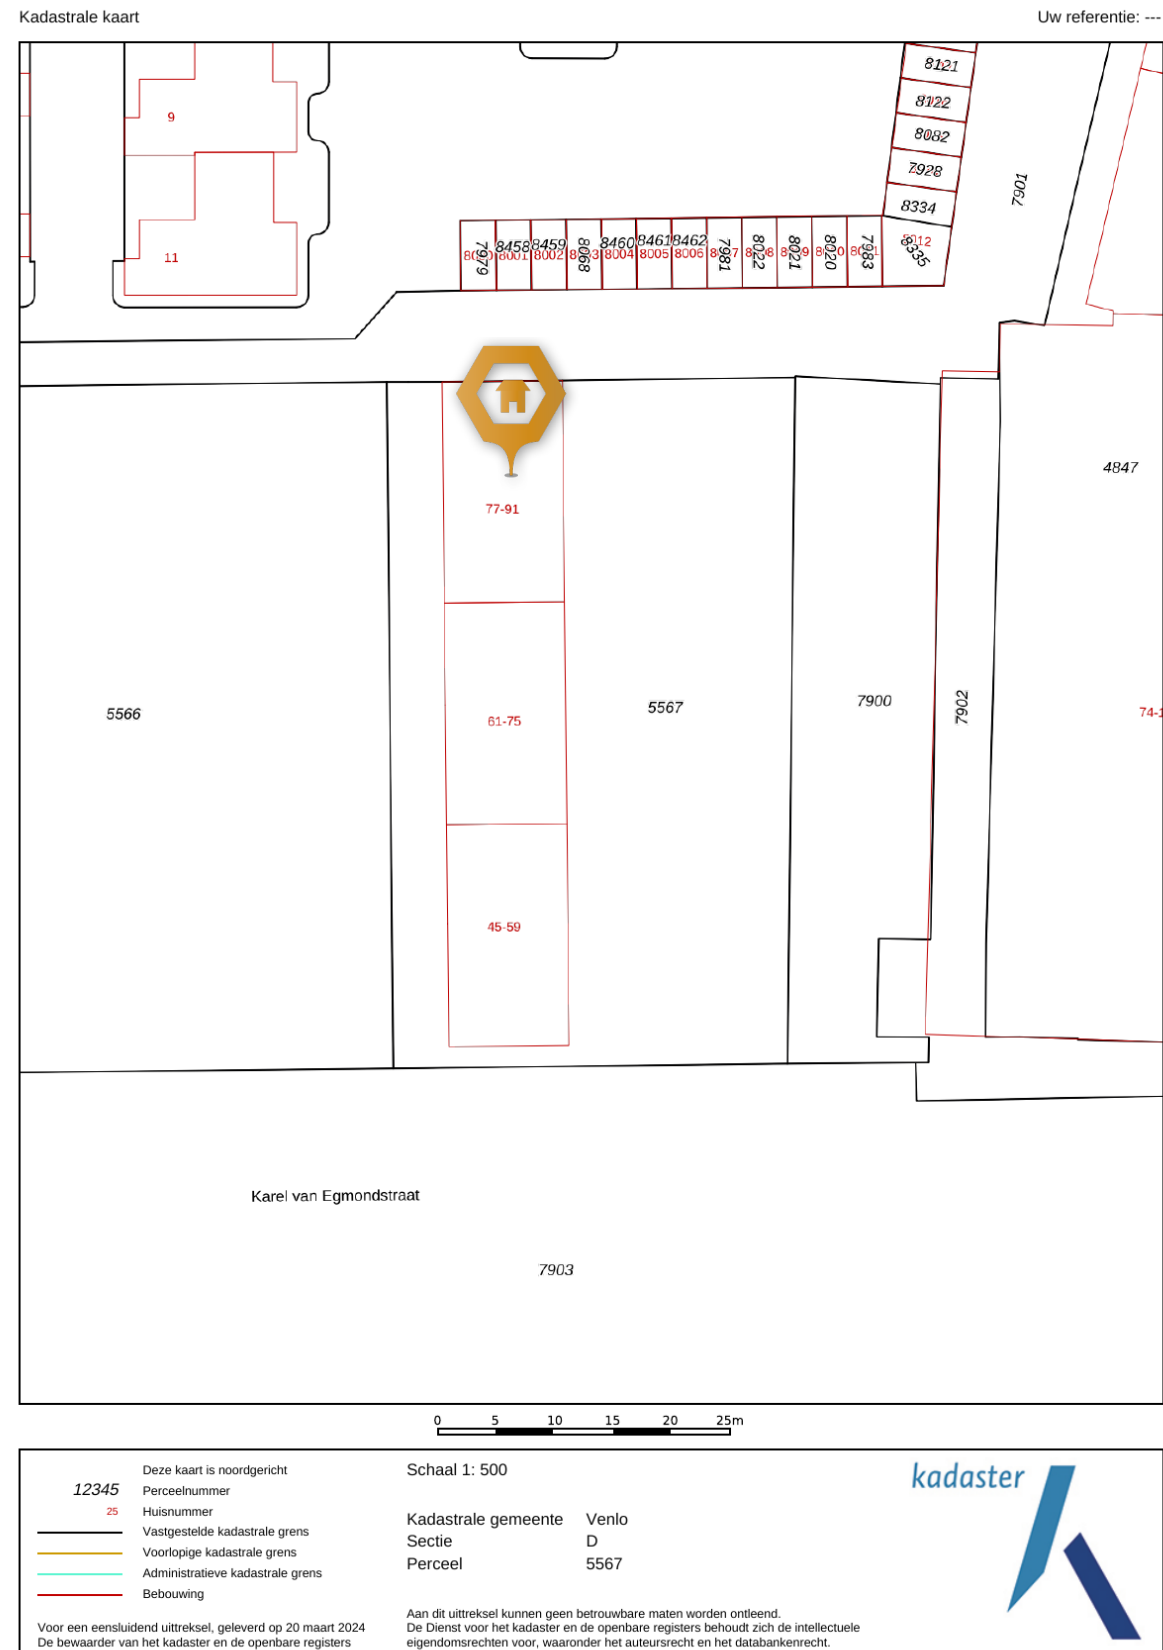 Kadastrale kaart
Uw referentie: ---
8121
8122
9
8082
7928
7901
8334
7979
8458
8459
8068
8460
8461
8462
7981
8022
8021
8020
7983
8335
11
8001
8002
8004
8005
8006
4847
77-91
5566
61-75
5567
7900
7902
45-59
Karel van Egmondstraat
7903
0 5 10 15 20 25m
Deze kaart is noordgericht
12345 Perceelnummer
25 Huisnummer
Vastgestelde kadastrale grens
Voorlopige kadastrale grens
Administratieve kadastrale grens
Bebouwing
Voor een eensluidend uittreksel, geleverd op 20 maart 2024
De bewaarder van het kadaster en de openbare registers
Schaal 1: 500
Kadastrale gemeente Venlo
Sectie D
Perceel 5567
Aan dit uittreksel kunnen geen betrouwbare maten worden ontleend.
De Dienst voor het kadaster en de openbare registers behoudt zich de intellectuele
eigendomsrechten voor, waaronder het auteursrecht en het databankenrecht.
kadaster